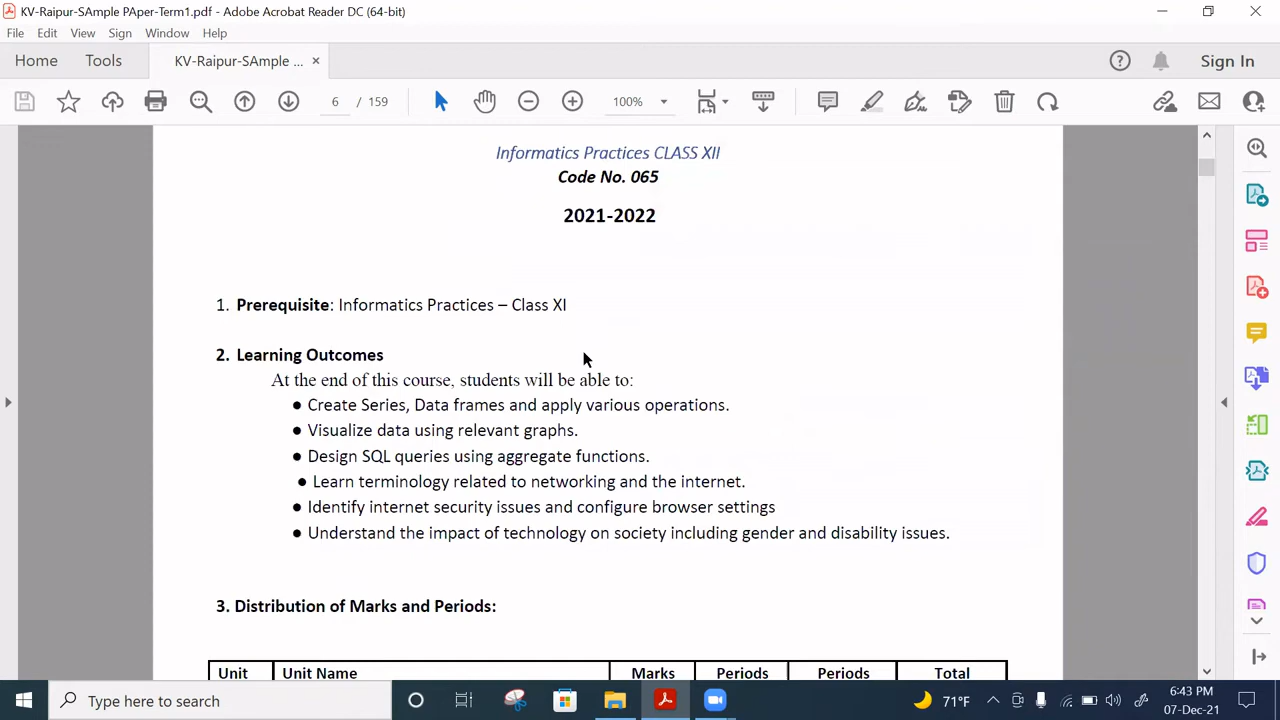 KV-Raipur-SAmple PAper-Term1.pdf - Adobe Acrobat Reader DC (64-bit)
File Edit View Sign Window Help
Home Tools KV-Raipur-SAmple ... × Sign In
6 / 159 100%
Informatics Practices CLASS XII
Code No. 065
2021-2022
1. Prerequisite: Informatics Practices – Class XI
2. Learning Outcomes
At the end of this course, students will be able to:
● Create Series, Data frames and apply various operations.
● Visualize data using relevant graphs.
● Design SQL queries using aggregate functions.
● Learn terminology related to networking and the internet.
● Identify internet security issues and configure browser settings
● Understand the impact of technology on society including gender and disability issues.
3. Distribution of Marks and Periods:
Unit Unit Name Marks Periods Periods Total
Type here to search 71°F 6:43 PM
07-Dec-21